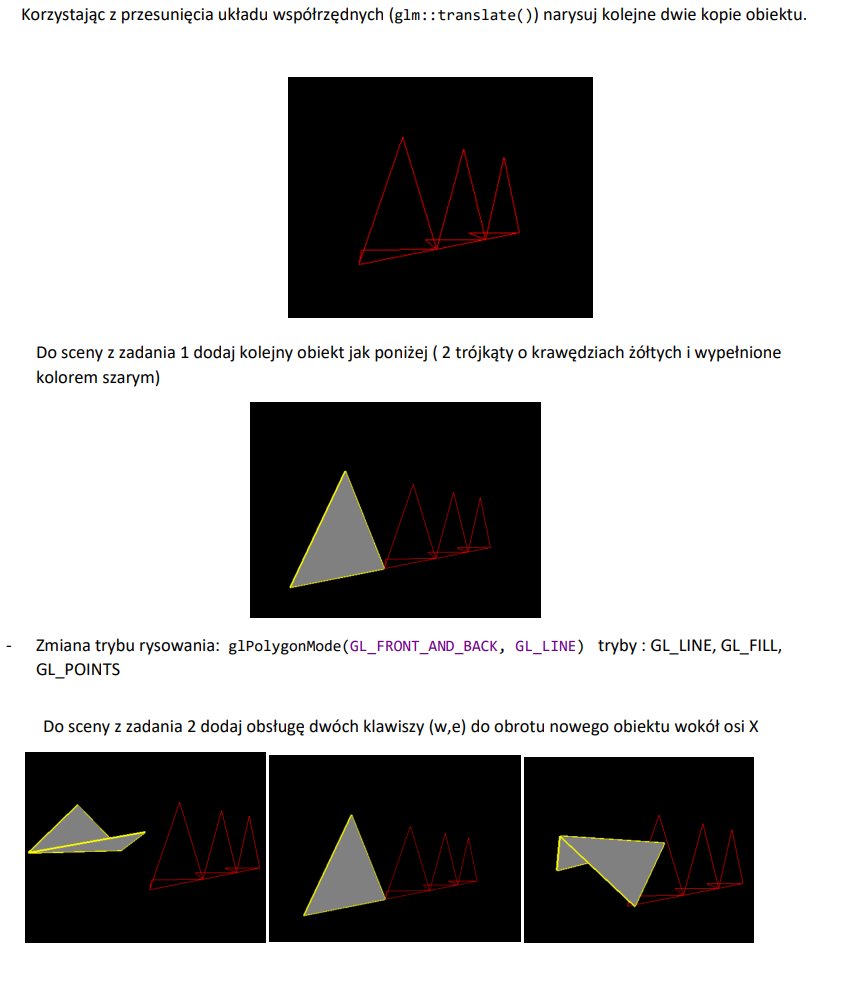 Korzystając z przesunięcia układu współrzędnych (glm::translate()) narysuj kolejne dwie kopie obiektu.
Do sceny z zadania 1 dodaj kolejny obiekt jak poniżej ( 2 trójkąty o krawędziach żółtych i wypełnione
kolorem szarym)
- Zmiana trybu rysowania: glPolygonMode(GL_FRONT_AND_BACK, GL_LINE) tryby : GL_LINE, GL_FILL,
GL_POINTS
Do sceny z zadania 2 dodaj obsługę dwóch klawiszy (w,e) do obrotu nowego obiektu wokół osi X